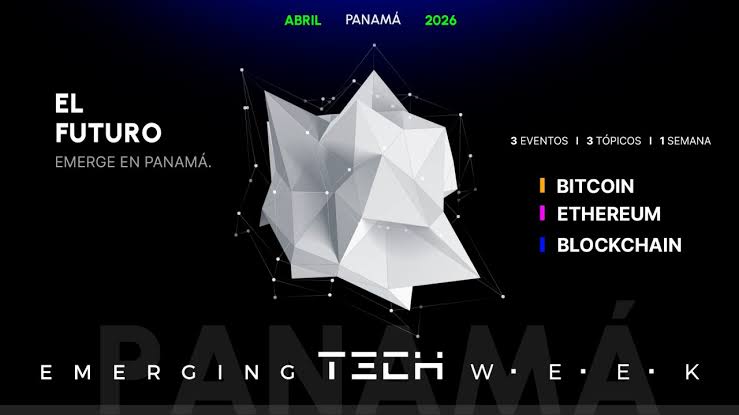 ABRIL PANAMÁ 2026
EL
FUTURO
EMERGE EN PANAMÁ.
3 EVENTOS I 3 TÓPICOS I 1 SEMANA
BITCOIN
ETHEREUM
BLOCKCHAIN
PANAMÁ
EMERGING TECH W·E·E·K